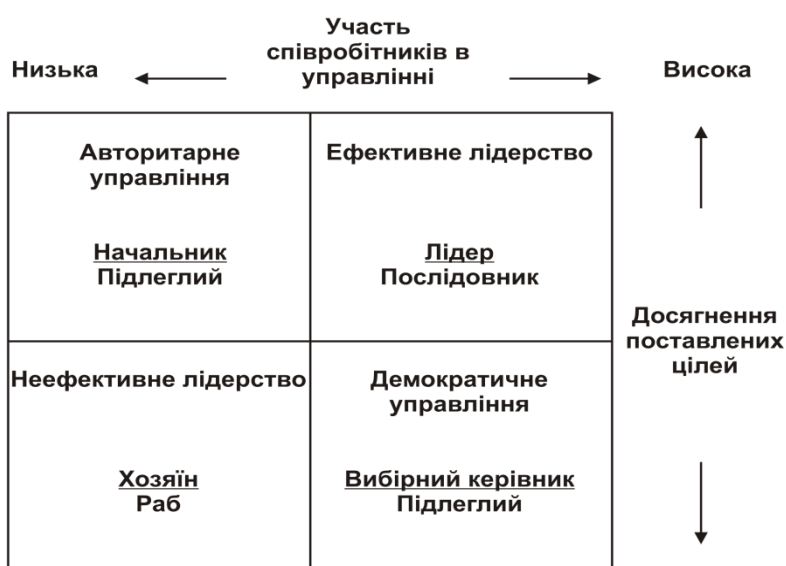 Участь
співробітників в
управлінні
Низька
Висока
Авторитарне
управління
Начальник
Підлеглий
Ефективне лідерство
Лідер
Послідовник
Досягнення
поставлених
цілей
Неефективне лідерство
Хозяїн
Раб
Демократичне
управління
Вибірний керівник
Підлеглий